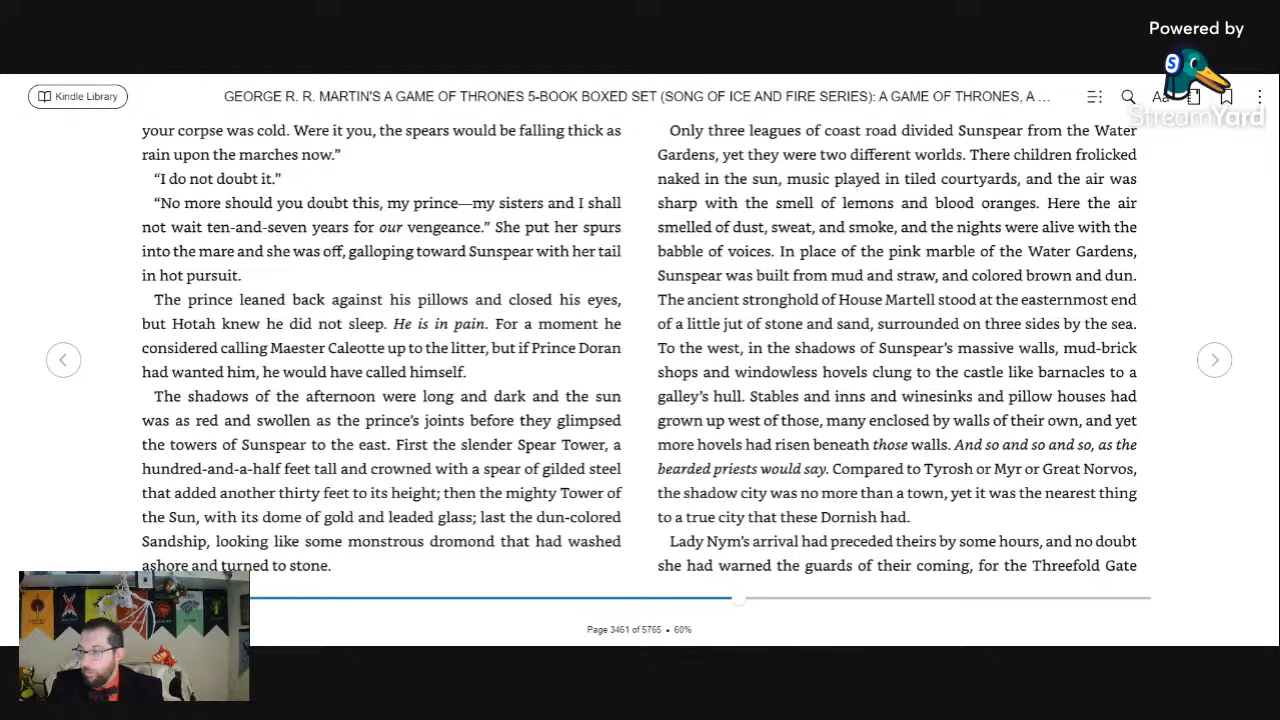 Powered by
StreamYard
Kindle Library
GEORGE R. R. MARTIN'S A GAME OF THRONES 5-BOOK BOXED SET (SONG OF ICE AND FIRE SERIES): A GAME OF THRONES, A ...
Aa
your corpse was cold. Were it you, the spears would be falling thick as
rain upon the marches now.”
“I do not doubt it.”
“No more should you doubt this, my prince—my sisters and I shall
not wait ten-and-seven years for our vengeance.” She put her spurs
into the mare and she was off, galloping toward Sunspear with her tail
in hot pursuit.
The prince leaned back against his pillows and closed his eyes,
but Hotah knew he did not sleep. He is in pain. For a moment he
considered calling Maester Caleotte up to the litter, but if Prince Doran
had wanted him, he would have called himself.
The shadows of the afternoon were long and dark and the sun
was as red and swollen as the prince’s joints before they glimpsed
the towers of Sunspear to the east. First the slender Spear Tower, a
hundred-and-a-half feet tall and crowned with a spear of gilded steel
that added another thirty feet to its height; then the mighty Tower of
the Sun, with its dome of gold and leaded glass; last the dun-colored
Sandship, looking like some monstrous dromond that had washed
ashore and turned to stone.
Only three leagues of coast road divided Sunspear from the Water
Gardens, yet they were two different worlds. There children frolicked
naked in the sun, music played in tiled courtyards, and the air was
sharp with the smell of lemons and blood oranges. Here the air
smelled of dust, sweat, and smoke, and the nights were alive with the
babble of voices. In place of the pink marble of the Water Gardens,
Sunspear was built from mud and straw, and colored brown and dun.
The ancient stronghold of House Martell stood at the easternmost end
of a little jut of stone and sand, surrounded on three sides by the sea.
To the west, in the shadows of Sunspear’s massive walls, mud-brick
shops and windowless hovels clung to the castle like barnacles to a
galley’s hull. Stables and inns and winesinks and pillow houses had
grown up west of those, many enclosed by walls of their own, and yet
more hovels had risen beneath those walls. And so and so and so, as the
bearded priests would say. Compared to Tyrosh or Myr or Great Norvos,
the shadow city was no more than a town, yet it was the nearest thing
to a true city that these Dornish had.
Lady Nym’s arrival had preceded theirs by some hours, and no doubt
she had warned the guards of their coming, for the Threefold Gate
Page 3461 of 5765 • 60%